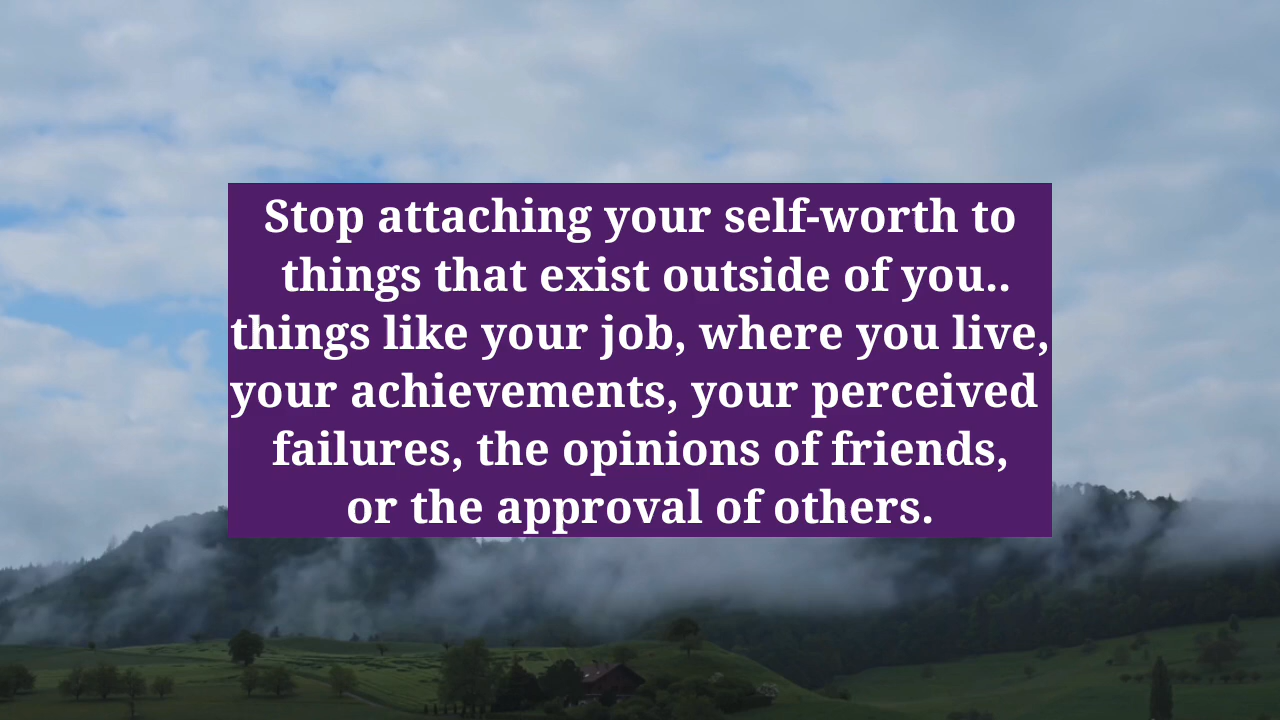 Stop attaching your self-worth to
things that exist outside of you..
things like your job, where you live,
your achievements, your perceived
failures, the opinions of friends,
or the approval of others.